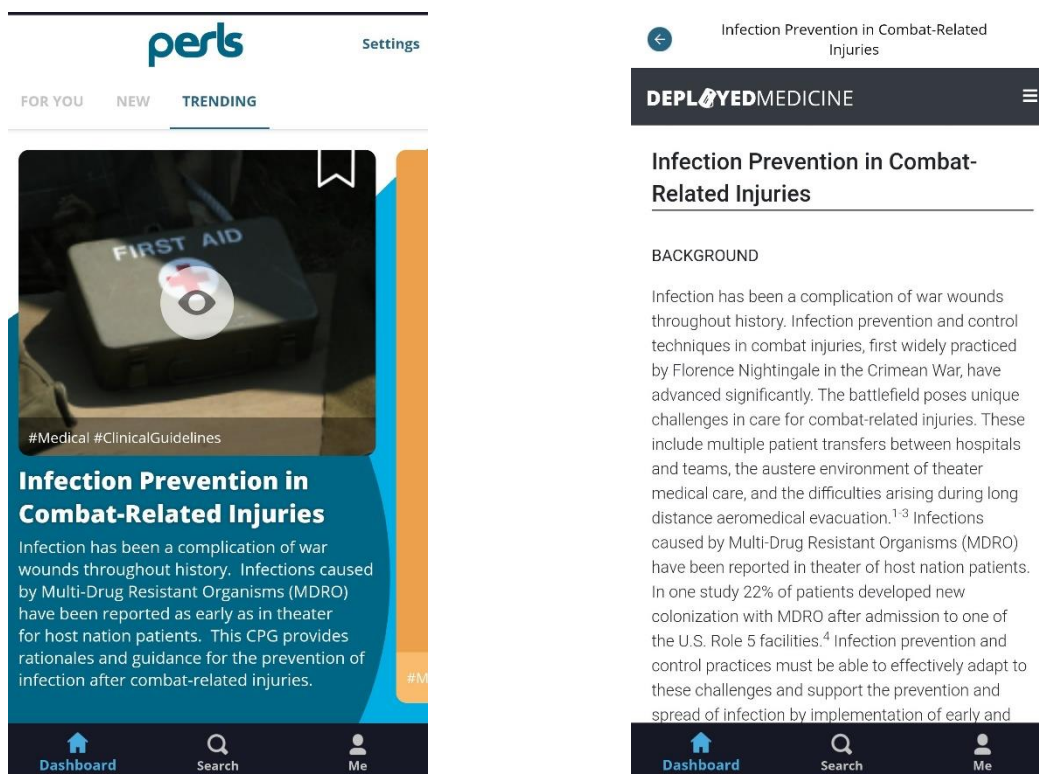 perls
Settings
FOR YOU NEW TRENDING
FIRST AID
#Medical #ClinicalGuidelines
Infection Prevention in
Combat-Related Injuries
Infection has been a complication of war
wounds throughout history. Infections caused
by Multi-Drug Resistant Organisms (MDRO)
have been reported as early as in theater
for host nation patients. This CPG provides
rationales and guidance for the prevention of
infection after combat-related injuries.
#M
Dashboard Search Me
Infection Prevention in Combat-Related
Injuries
DEPLOYEDMEDICINE
Infection Prevention in Combat-
Related Injuries
BACKGROUND
Infection has been a complication of war wounds
throughout history. Infection prevention and control
techniques in combat injuries, first widely practiced
by Florence Nightingale in the Crimean War, have
advanced significantly. The battlefield poses unique
challenges in care for combat-related injuries. These
include multiple patient transfers between hospitals
and teams, the austere environment of theater
medical care, and the difficulties arising during long
distance aeromedical evacuation.1-3 Infections
caused by Multi-Drug Resistant Organisms (MDRO)
have been reported in theater of host nation patients.
In one study 22% of patients developed new
colonization with MDRO after admission to one of
the U.S. Role 5 facilities.4 Infection prevention and
control practices must be able to effectively adapt to
these challenges and support the prevention and
spread of infection by implementation of early and
Dashboard Search Me